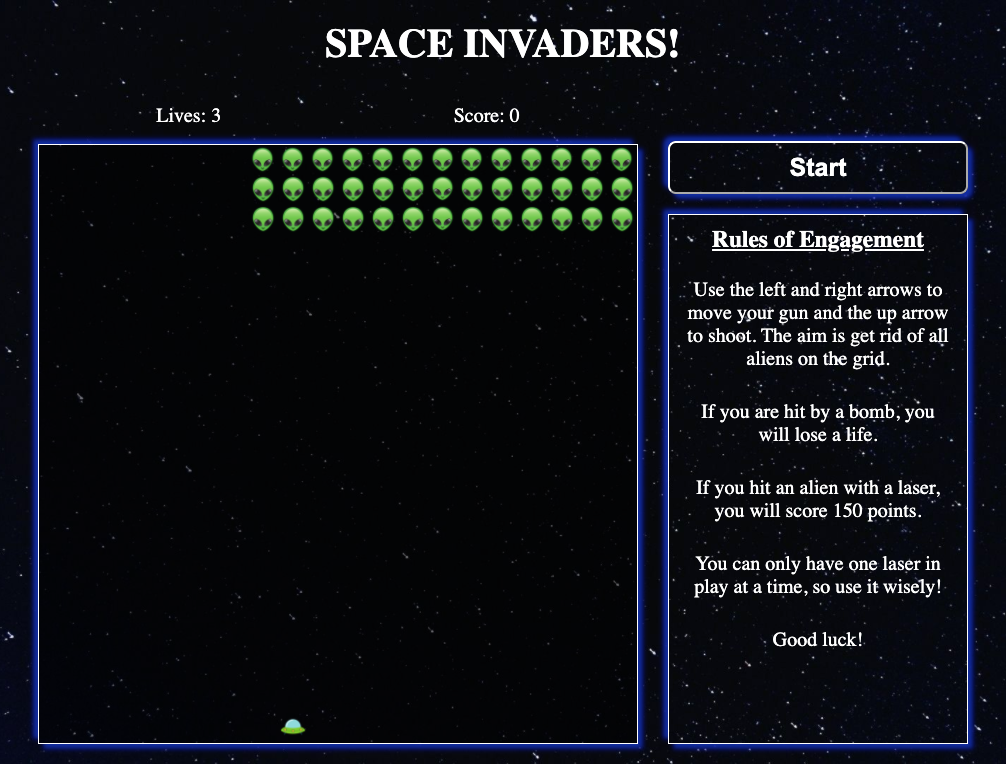 SPACE INVADERS!
Lives: 3
Score: 0
Start
Rules of Engagement
Use the left and right arrows to
move your gun and the up arrow
to shoot. The aim is get rid of all
aliens on the grid.
If you are hit by a bomb, you
will lose a life.
If you hit an alien with a laser,
you will score 150 points.
You can only have one laser in
play at a time, so use it wisely!
Good luck!